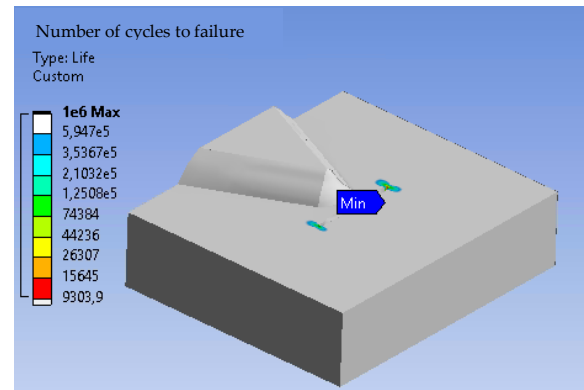 Number of cycles to failure
Type: Life
Custom
1e6 Max
5,947e5
3,5367e5
2,1032e5
1,2508e5
74384
44236
26307
15645
9303,9
Min